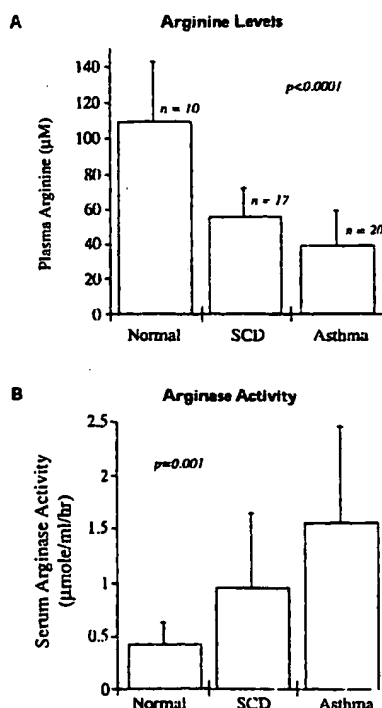 A Arginine Levels
Plasma Arginine (µM)
140
120
100
80
60
40
20
0
n = 10
p<0.0001
n = 17
n = 20
Normal SCD Asthma
B Arginase Activity
Serum Arginase Activity
(µmole/ml/hr)
2.5
2
1.5
1
0.5
0
p=0.001
Normal SCD Asthma